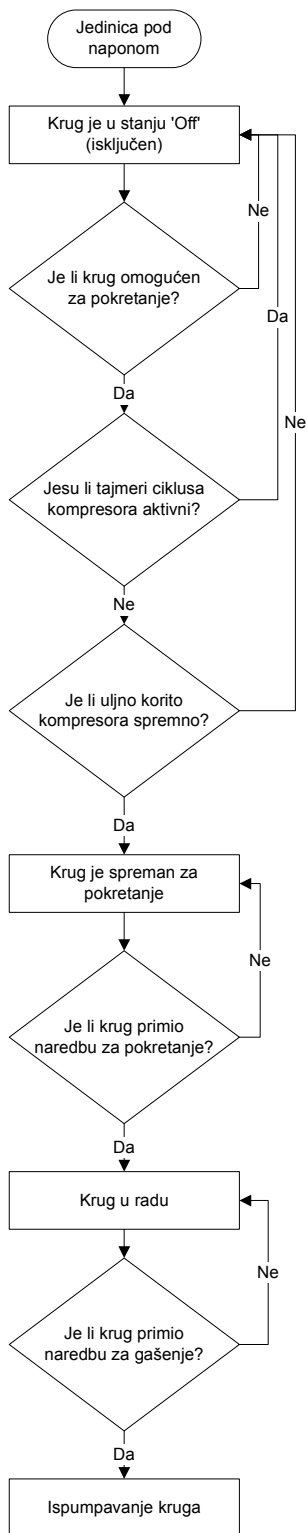 Jedinica pod
naponom
Krug je u stanju 'Off'
(isključen)
Ne
Je li krug omogućen
za pokretanje?
Da
Da
Ne
Jesu li tajmeri ciklusa
kompresora aktivni?
Ne
Je li uljno korito
kompresora spremno?
Da
Krug je spreman za
pokretanje
Ne
Je li krug primio
naredbu za pokretanje?
Da
Krug u radu
Ne
Je li krug primio
naredbu za gašenje?
Da
Ispumpavanje kruga